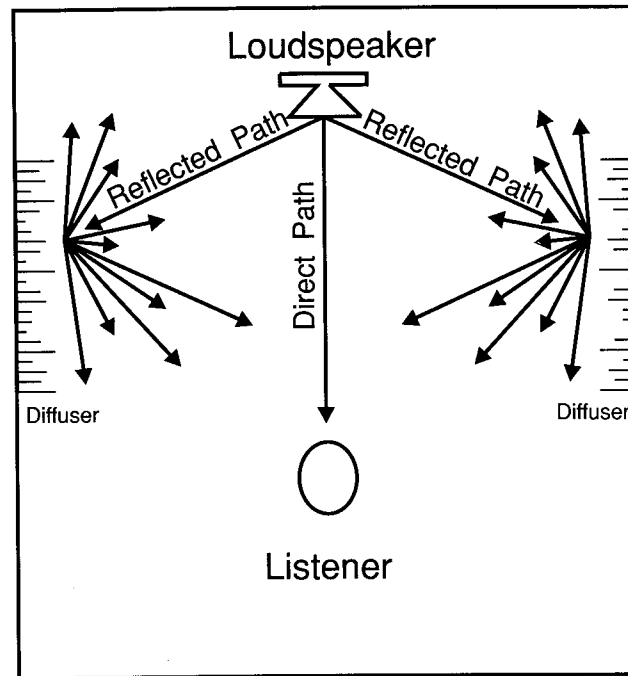 Loudspeaker
Reflected Path
Reflected Path
Direct Path
Diffuser
Diffuser
Listener